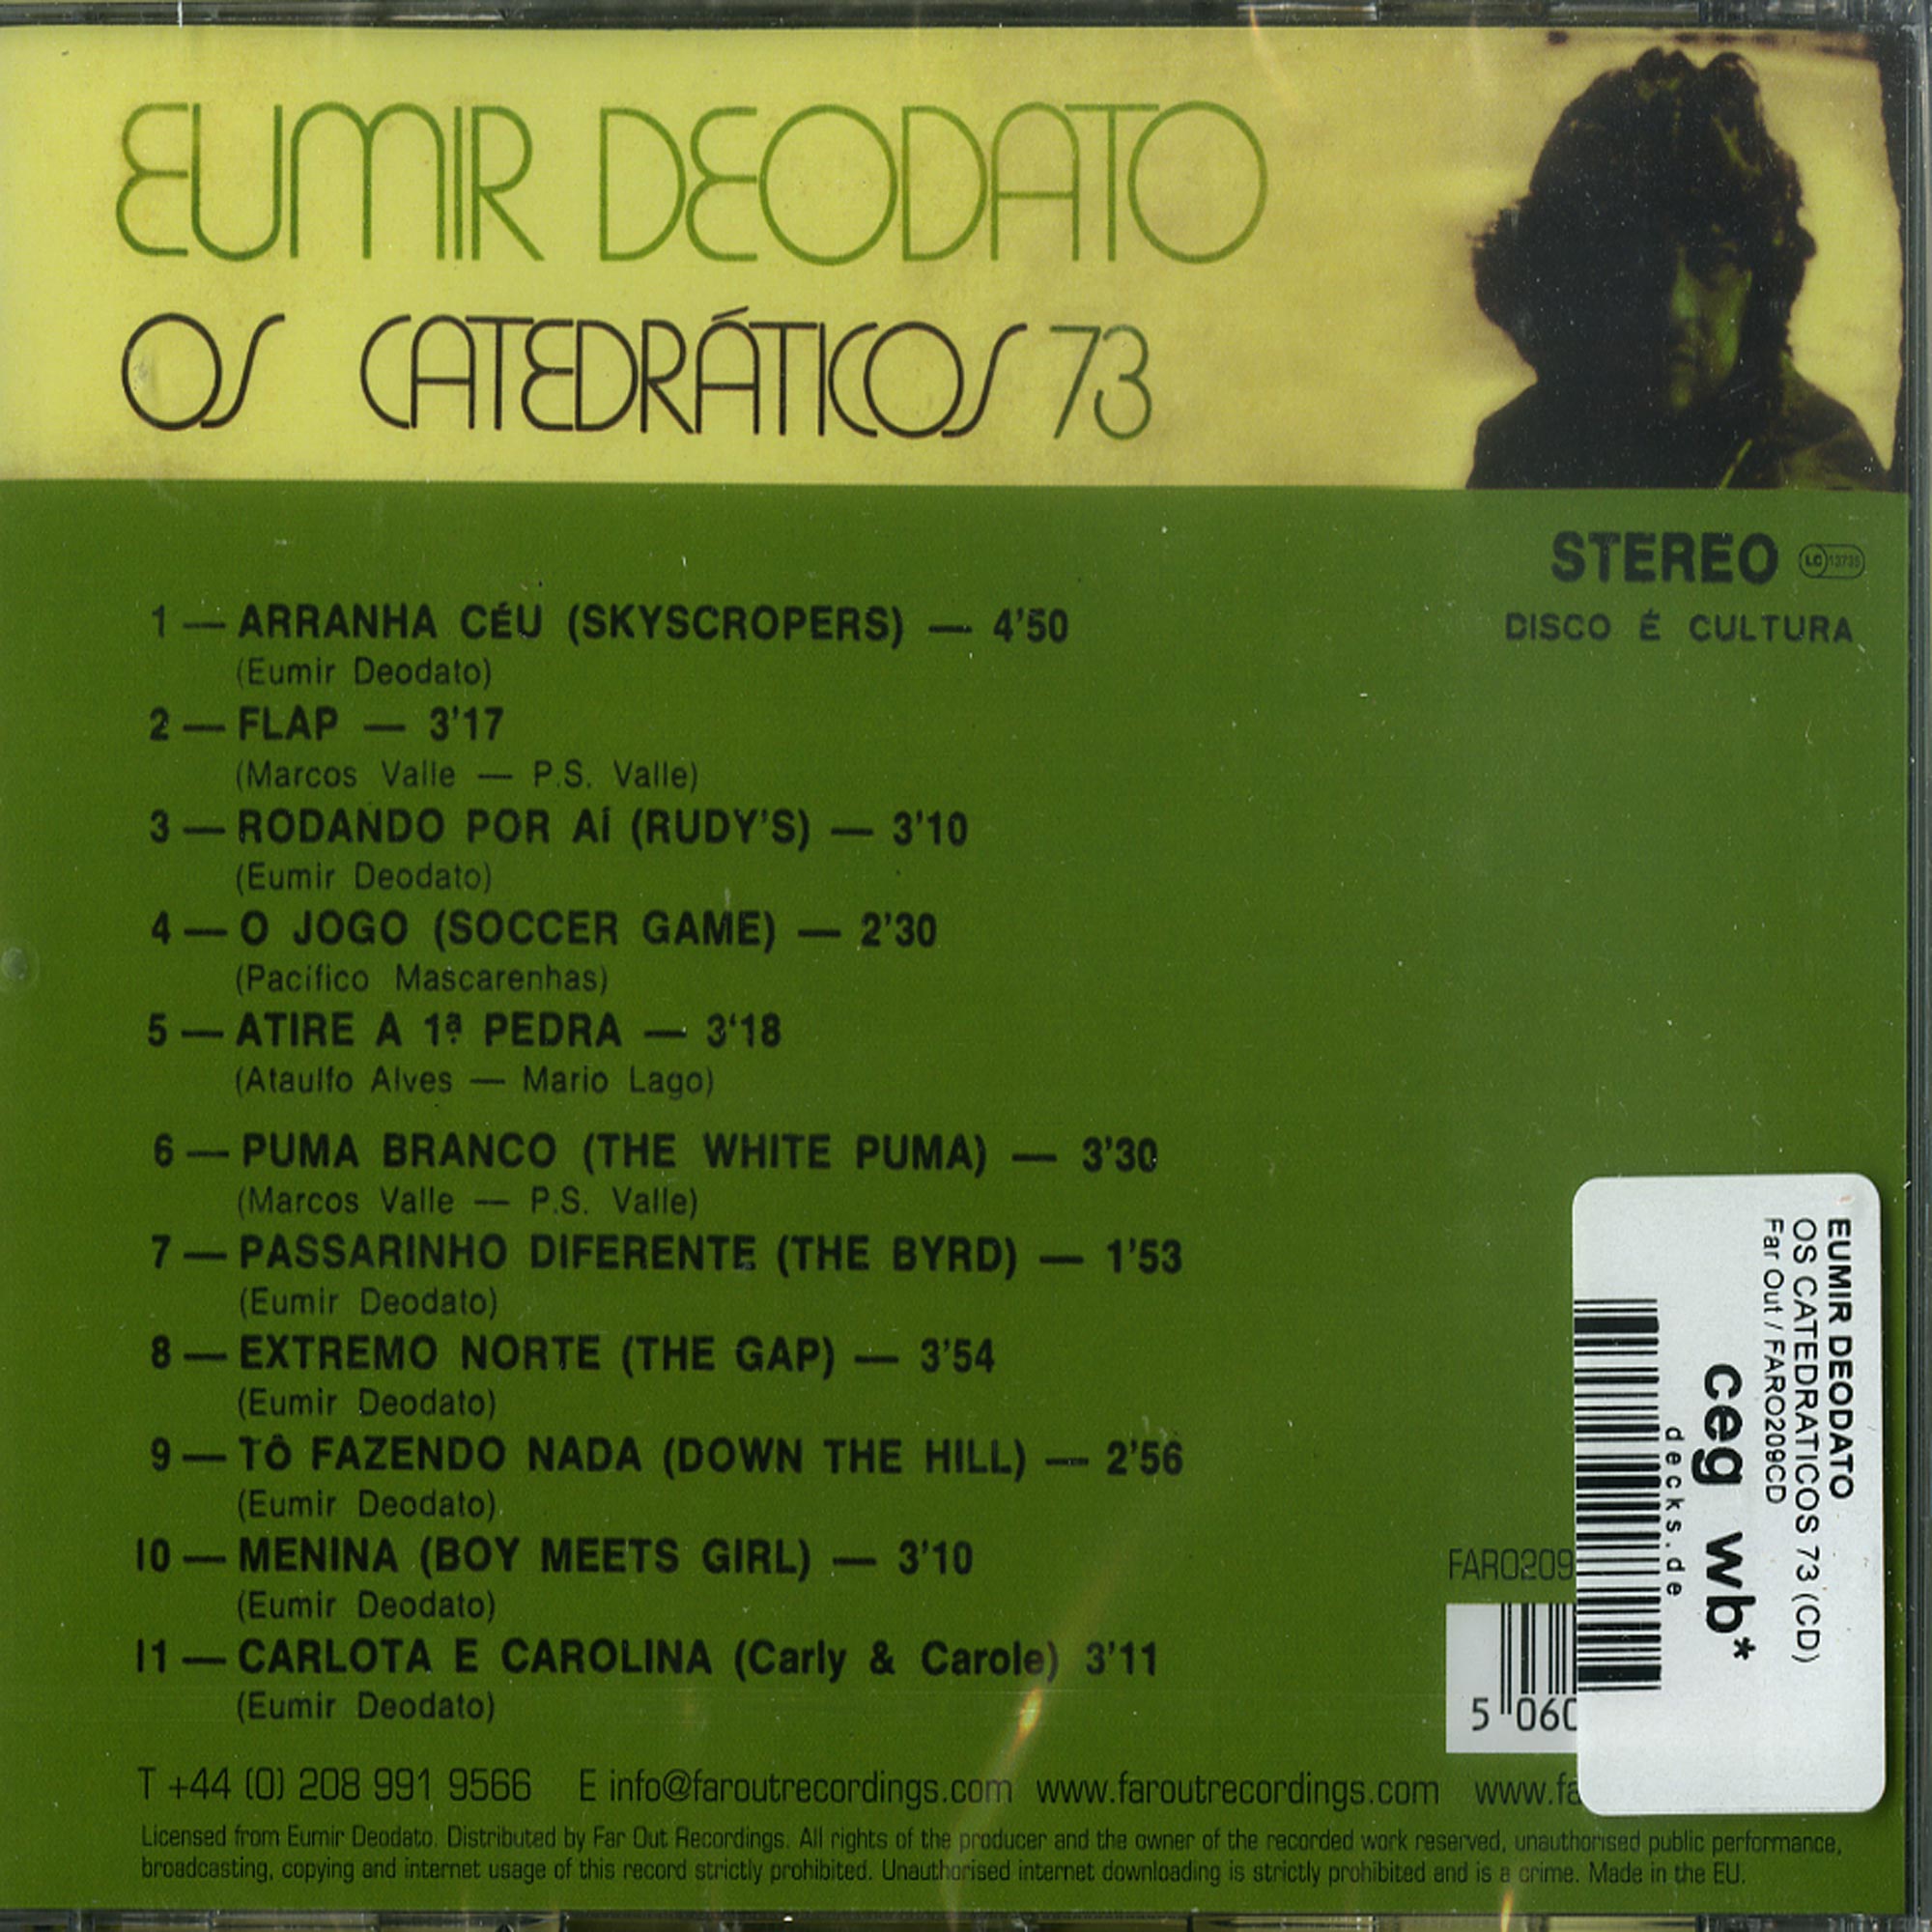 EUMIR DEODATO
OS CATEDRÁTICOS 73
STEREO LC 13735
DISCO É CULTURA
1 — ARRANHA CÉU (SKYSCROPERS) — 4'50
(Eumir Deodato)
2 — FLAP — 3'17
(Marcos Valle — P.S. Valle)
3 — RODANDO POR AÍ (RUDY'S) — 3'10
(Eumir Deodato)
4 — O JOGO (SOCCER GAME) — 2'30
(Pacífico Mascarenhas)
5 — ATIRE A 1ª PEDRA — 3‘18
(Ataulfo Alves — Mario Lago)
6 — PUMA BRANCO (THE WHITE PUMA) — 3'30
(Marcos Valle — P.S. Valle)
7 — PASSARINHO DIFERENTE (THE BYRD) — 1'53
(Eumir Deodato)
8 — EXTREMO NORTE (THE GAP) — 3'54
(Eumir Deodato)
9 — TÔ FAZENDO NADA (DOWN THE HILL) — 2'56
(Eumir Deodato)
10 — MENINA (BOY MEETS GIRL) — 3'10
(Eumir Deodato)
11 — CARLOTA E CAROLINA (Carly & Carole) 3'11
(Eumir Deodato)
EUMIR DEODATO
OS CATEDRATICOS 73 (CD)
Far Out / FARO209CD
ceg wb*
decks.de
FARO209
5 060
T +44 (0) 208 991 9566 E info@faroutrecordings.com www.faroutrecordings.com www.fa
Licensed from Eumir Deodato. Distributed by Far Out Recordings. All rights of the producer and the owner of the recorded work reserved, unauthorised public performance,
broadcasting, copying and internet usage of this record strictly prohibited. Unauthorised internet downloading is strictly prohibited and is a crime. Made in the EU.